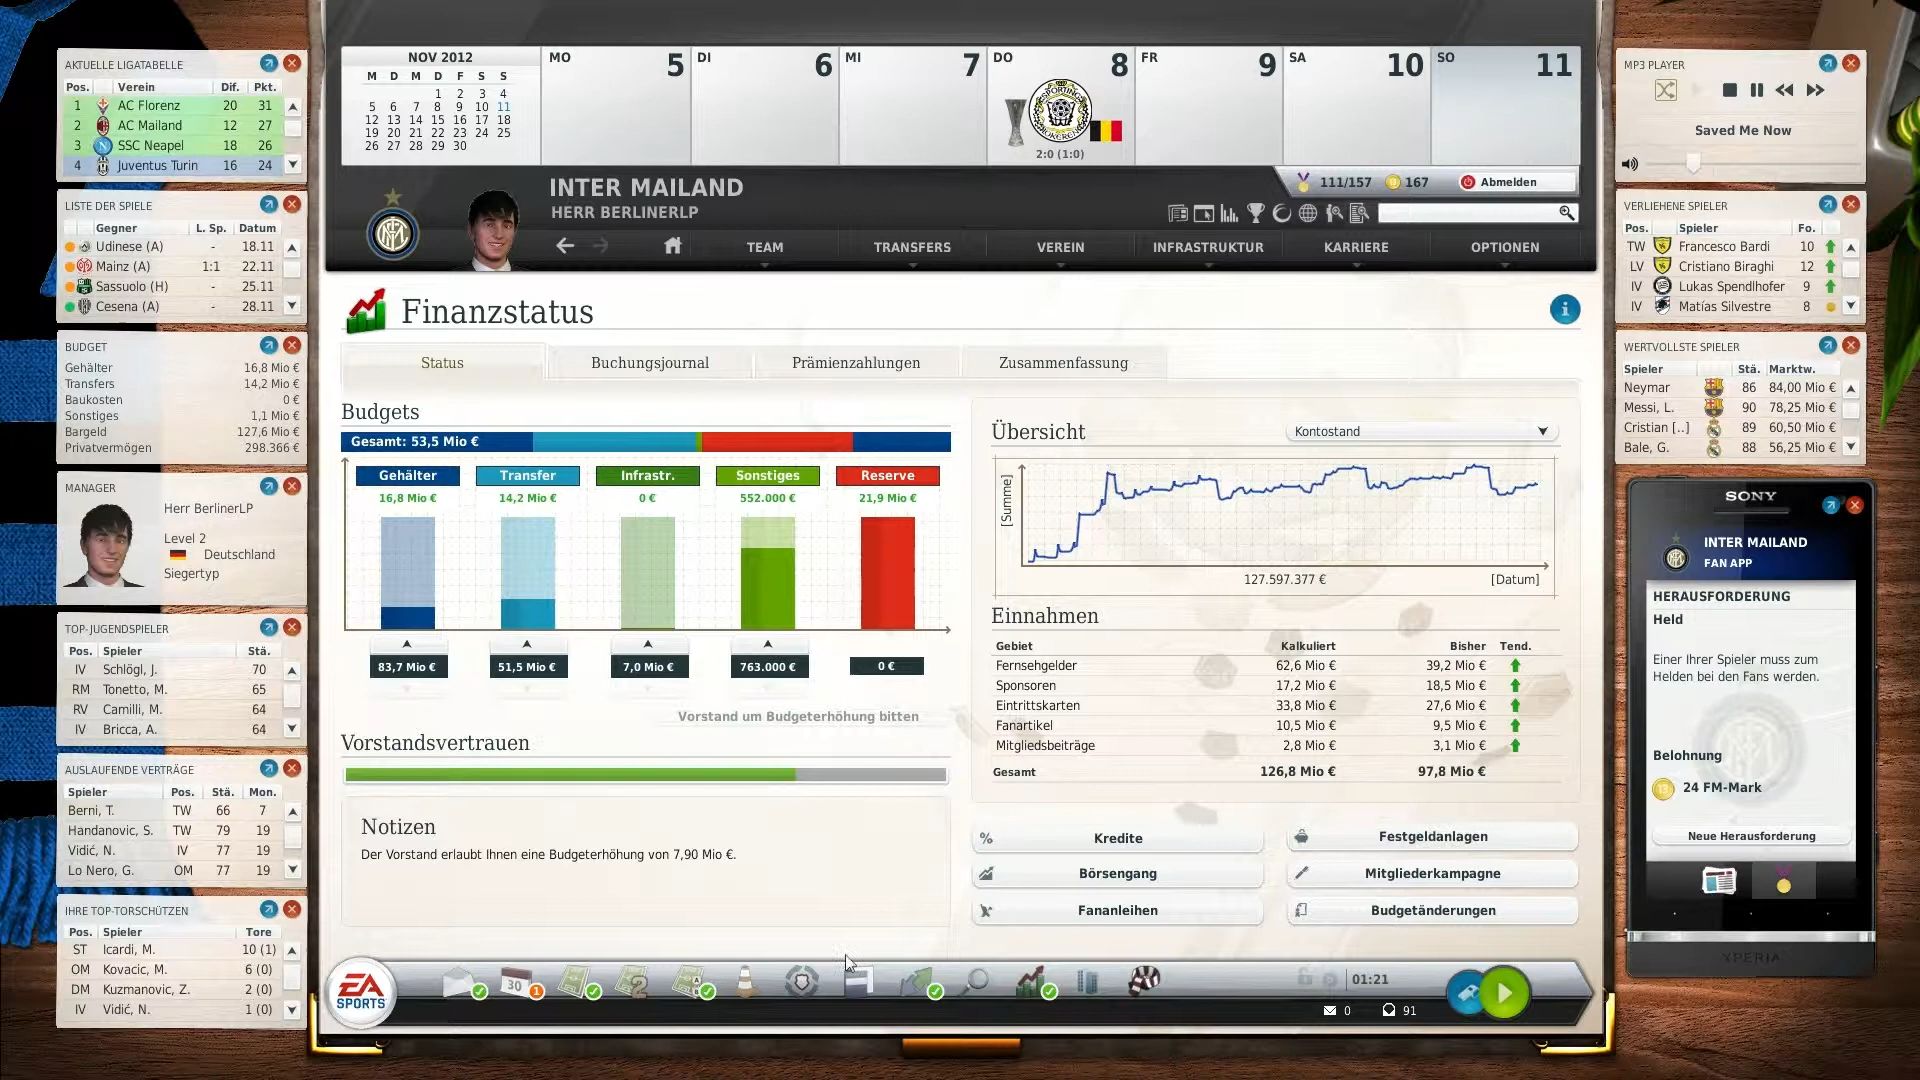 AKTUELLE LIGATABELLE
Pos. Verein Dif. Pkt.
1 AC Florenz 20 31
2 AC Mailand 12 27
3 SSC Neapel 18 26
4 Juventus Turin 16 24
LISTE DER SPIELE
Gegner L. Sp. Datum
Udinese (A) - 18.11
Mainz (A) 1:1 22.11
Sassuolo (H) - 25.11
Cesena (A) - 28.11
BUDGET
Gehälter 16,8 Mio €
Transfers 14,2 Mio €
Baukosten 0 €
Sonstiges 1,1 Mio €
Bargeld 127,6 Mio €
Privatvermögen 298.366 €
MANAGER
Herr BerlinerLP
Level 2
Deutschland
Siegertyp
TOP-JUGENDSPIELER
Pos. Spieler Stä.
IV Schlögl, J. 70
RM Tonetto, M. 65
RV Camilli, M. 64
IV Bricca, A. 64
AUSLAUFENDE VERTRÄGE
Spieler Pos. Stä. Mon.
Berni, T. TW 66 7
Handanovic, S. TW 79 19
Vidić, N. IV 77 19
Lo Nero, G. OM 77 19
IHRE TOP-TORSCHÜTZEN
Pos. Spieler Tore
ST Icardi, M. 10 (1)
OM Kovacic, M. 6 (0)
DM Kuzmanovic, Z. 2 (0)
IV Vidić, N. 1 (0)
NOV 2012
M D M D F S S
1 2 3 4
5 6 7 8 9 10 11
12 13 14 15 16 17 18
19 20 21 22 23 24 25
26 27 28 29 30
MO 5 DI 6 MI 7 DO 8 FR 9 SA 10 SO 11
2:0 (1:0)
INTER MAILAND
HERR BERLINERLP
111/157 167 Abmelden
TEAM TRANSFERS VEREIN INFRASTRUKTUR KARRIERE OPTIONEN
Finanzstatus
Status Buchungsjournal Prämienzahlungen Zusammenfassung
Budgets
Gesamt: 53,5 Mio €
Gehälter Transfer Infrastr. Sonstiges Reserve
16,8 Mio € 14,2 Mio € 0 € 552.000 € 21,9 Mio €
83,7 Mio € 51,5 Mio € 7,0 Mio € 763.000 € 0 €
Vorstand um Budgeterhöhung bitten
Vorstandsvertrauen
Notizen
Der Vorstand erlaubt Ihnen eine Budgeterhöhung von 7,90 Mio €.
Übersicht Kontostand
[Summe]
127.597.377 € [Datum]
Einnahmen
Gebiet Kalkuliert Bisher Tend.
Fernsehgelder 62,6 Mio € 39,2 Mio €
Sponsoren 17,2 Mio € 18,5 Mio €
Eintrittskarten 33,8 Mio € 27,6 Mio €
Fanartikel 10,5 Mio € 9,5 Mio €
Mitgliedsbeiträge 2,8 Mio € 3,1 Mio €
Gesamt 126,8 Mio € 97,8 Mio €
Kredite Festgeldanlagen
Börsengang Mitgliederkampagne
Fananleihen Budgetänderungen
EA SPORTS
30 1
2
01:21
0 91
MP3 PLAYER
Saved Me Now
VERLIEHENE SPIELER
Pos. Spieler Fo.
TW Francesco Bardi 10
LV Cristiano Biraghi 12
IV Lukas Spendlhofer 9
IV Matías Silvestre 8
WERTVOLLSTE SPIELER
Spieler Stä. Marktw.
Neymar 86 84,00 Mio €
Messi, L. 90 78,25 Mio €
Cristian [..] 89 60,50 Mio €
Bale, G. 88 56,25 Mio €
SONY
INTER MAILAND
FAN APP
HERAUSFORDERUNG
Held
Einer Ihrer Spieler muss zum
Helden bei den Fans werden.
Belohnung
24 FM-Mark
Neue Herausforderung
XPERIA